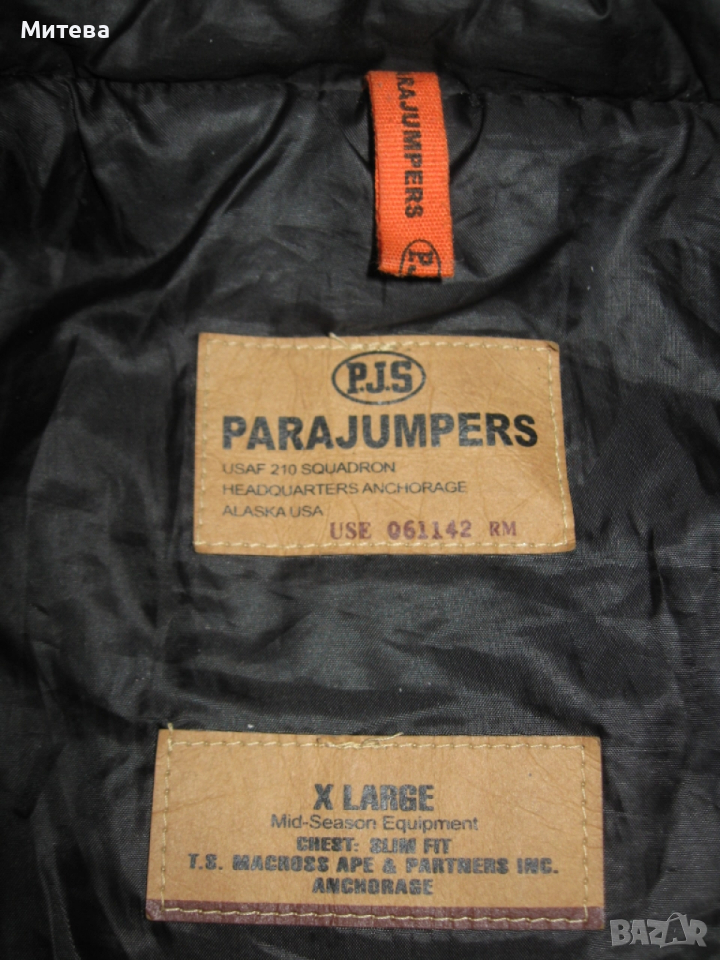 Митева
PARAJUMPERS
P.J.S
P.J.S
PARAJUMPERS
USAF 210 SQUADRON
HEADQUARTERS ANCHORAGE
ALASKA USA
USE 061142 RM
X LARGE
Mid-Season Equipment
CHEST: SLIM FIT
T.S. MACROSS APE & PARTNERS INC.
ANCHORAGE
BAZAR